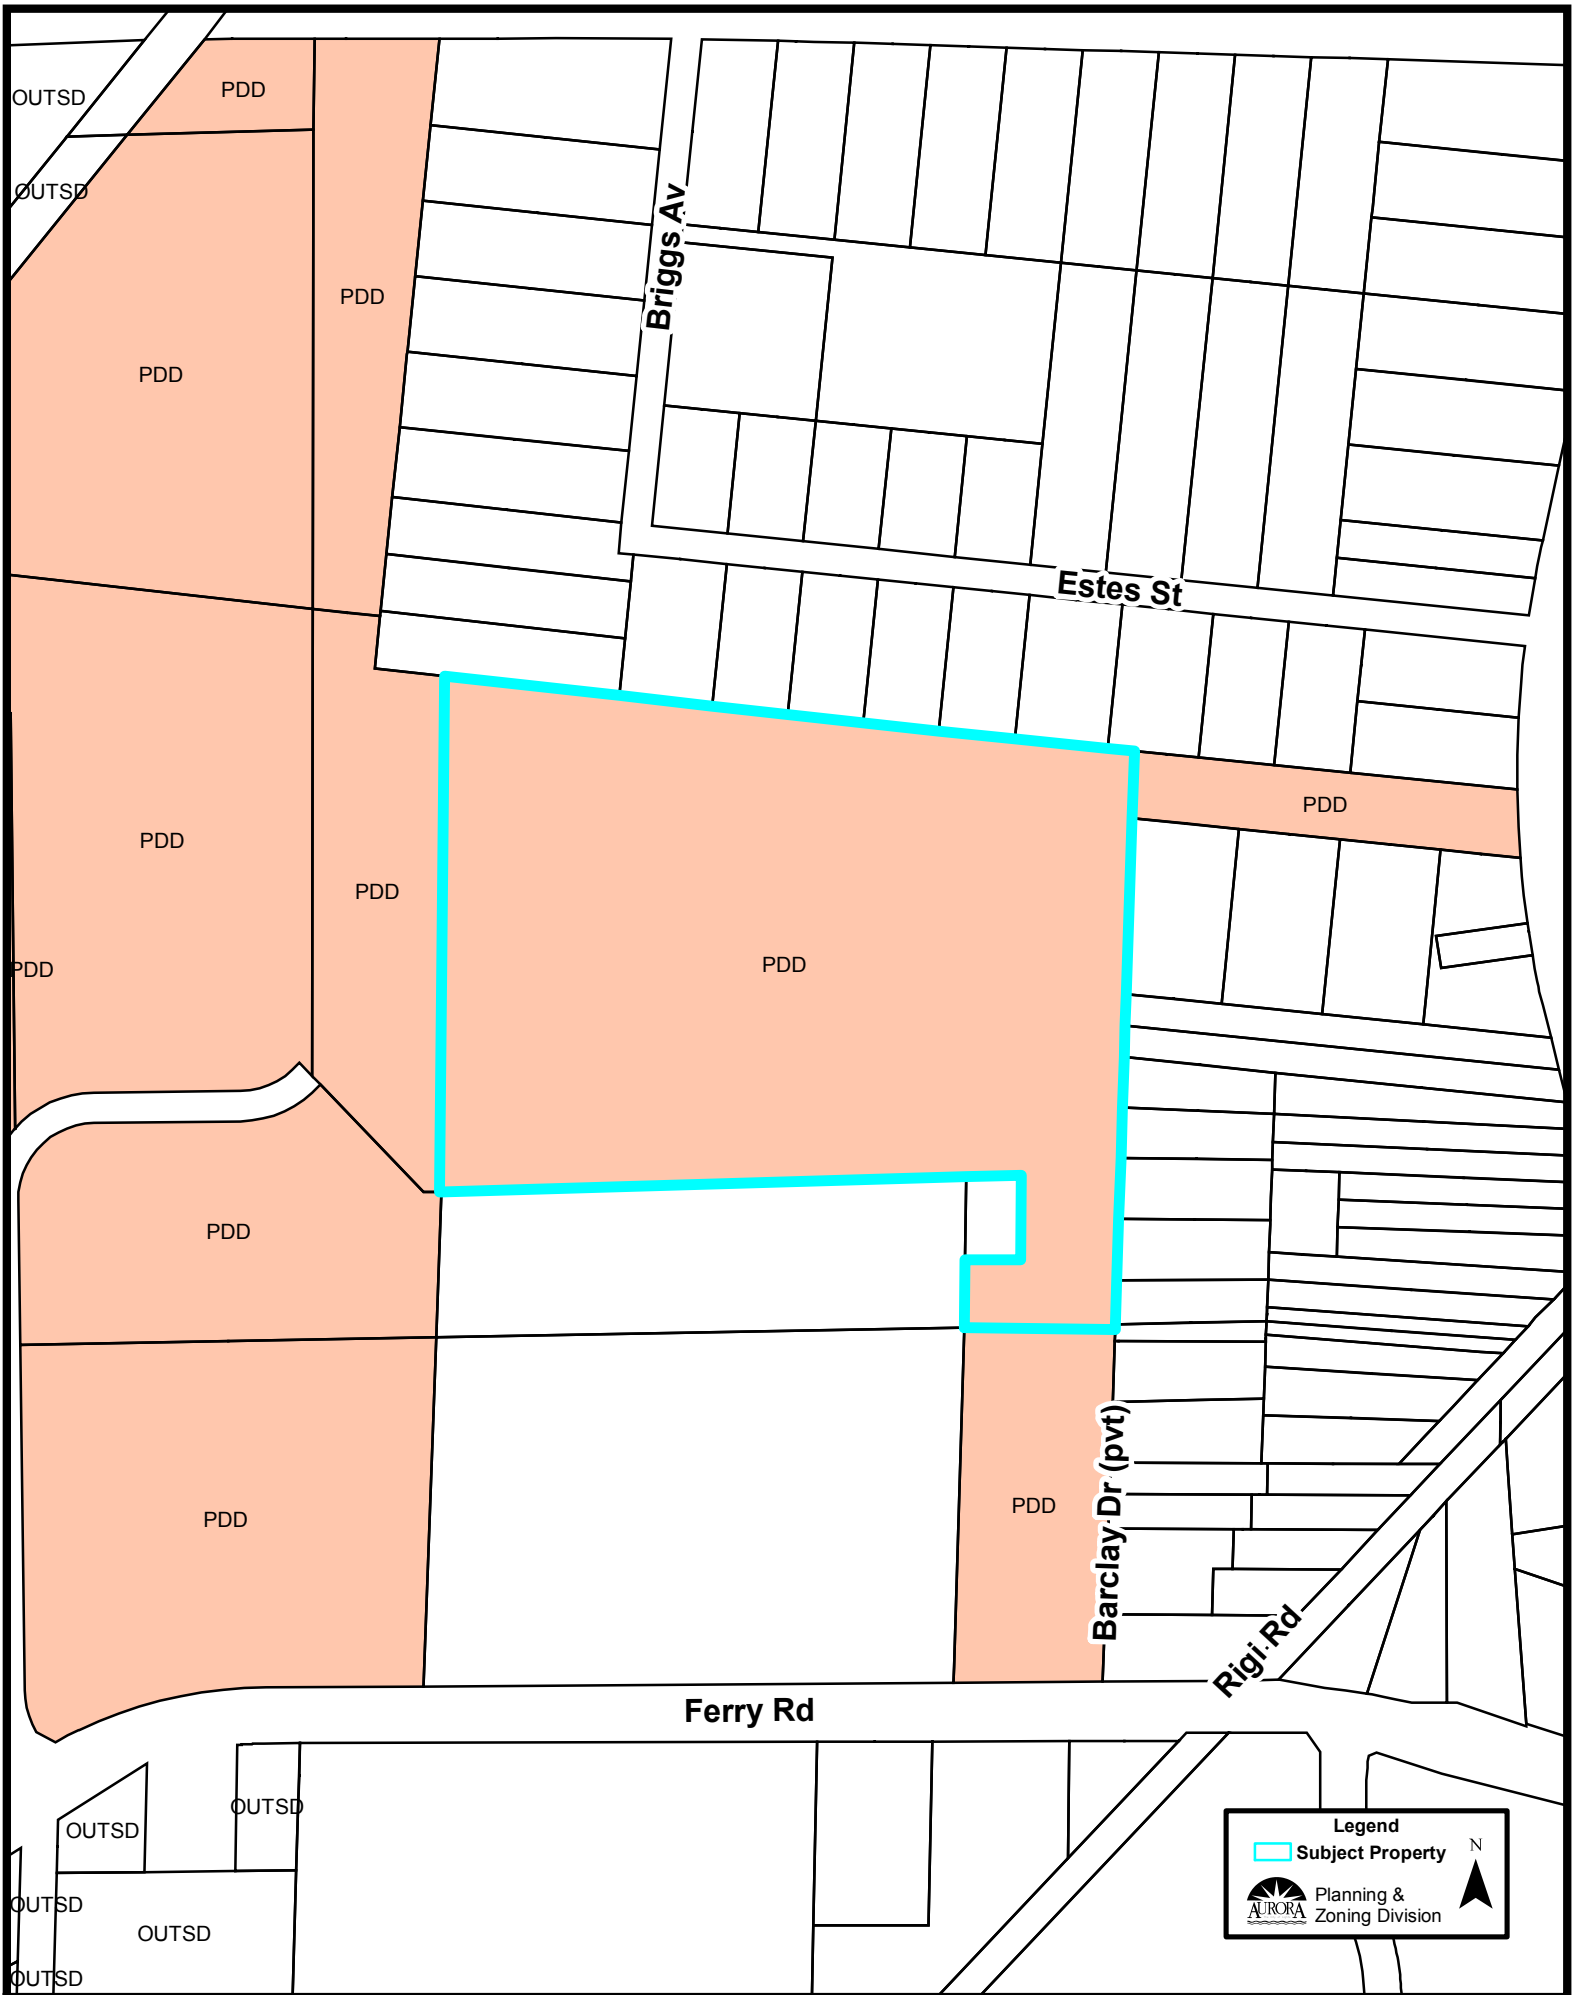 OUTSD
PDD
OUTSD
Briggs Av
PDD
PDD
Estes St
PDD
PDD
PDD
PDD
PDD
PDD
PDD
PDD
PDD
Barclay Dr (pvt)
Rigi Rd
Ferry Rd
OUTSD
OUTSD
OUTSD
OUTSD
OUTSD
Legend
Subject Property
N
AURORA
Planning &
Zoning Division